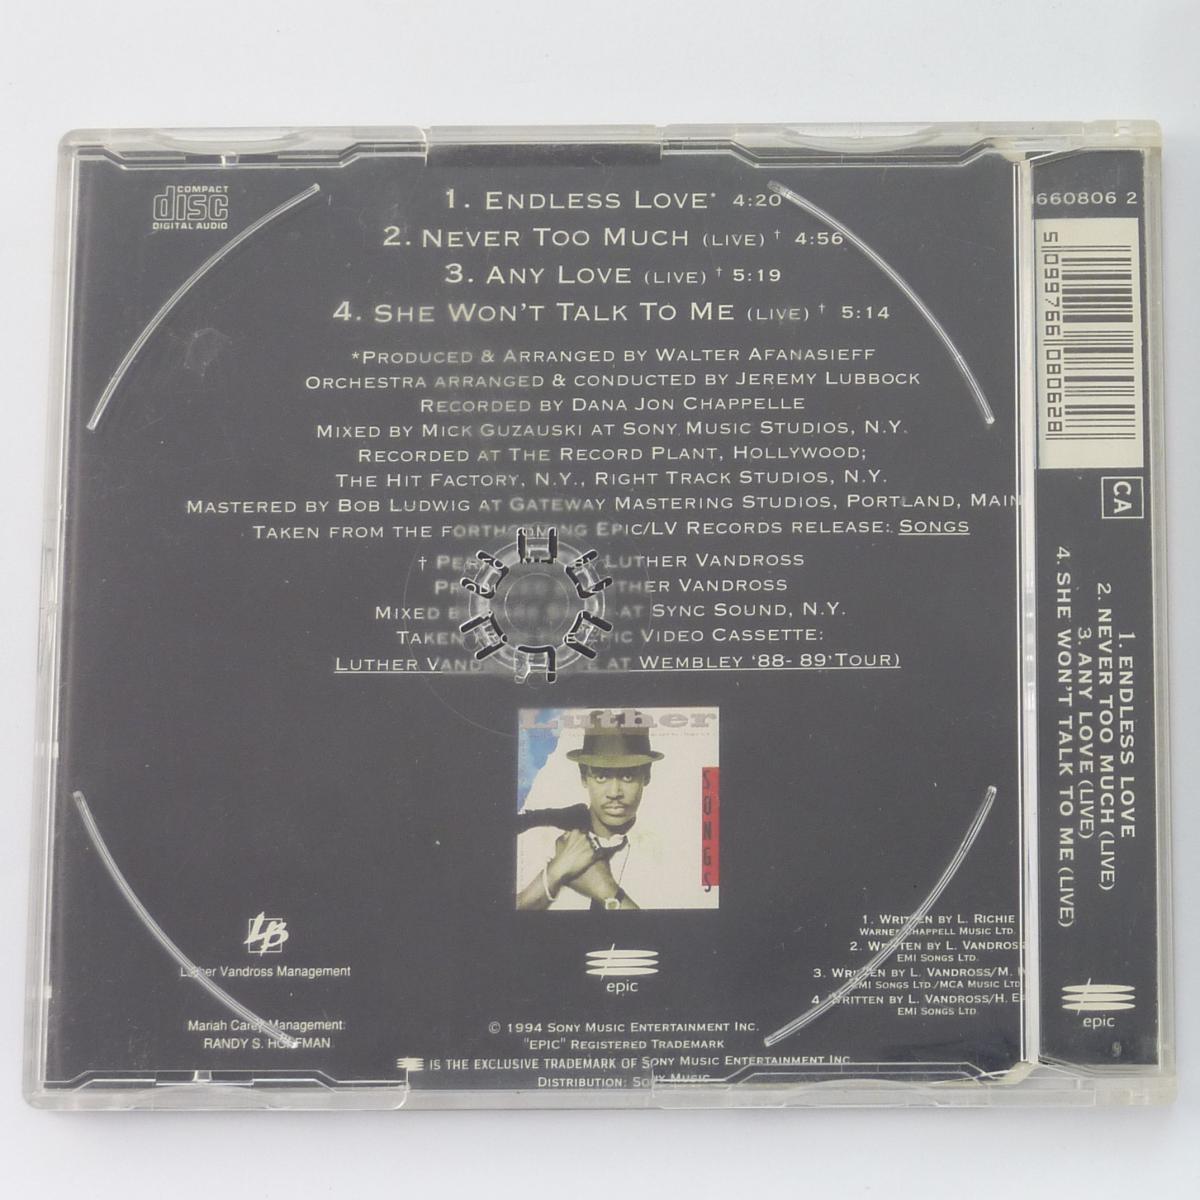 COMPACT
disc
DIGITAL AUDIO
1. ENDLESS LOVE* 4:20
2. NEVER TOO MUCH (LIVE) † 4:56
3. ANY LOVE (LIVE) † 5:19
4. SHE WON'T TALK TO ME (LIVE) † 5:14
*PRODUCED & ARRANGED BY WALTER AFANASIEFF
ORCHESTRA ARRANGED & CONDUCTED BY JEREMY LUBBOCK
RECORDED BY DANA JON CHAPPELLE
MIXED BY MICK GUZAUSKI AT SONY MUSIC STUDIOS, N.Y.
RECORDED AT THE RECORD PLANT, HOLLYWOOD;
THE HIT FACTORY, N.Y., RIGHT TRACK STUDIOS, N.Y.
MASTERED BY BOB LUDWIG AT GATEWAY MASTERING STUDIOS, PORTLAND, MAIN
TAKEN FROM THE FORTHCOMING EPIC/LV RECORDS RELEASE: SONGS
† BY LUTHER VANDROSS
LUTHER VANDROSS
MIXED AT SYNC SOUND, N.Y.
TAKEN EPIC VIDEO CASSETTE:
LUTHER AT WEMBLEY '88- 89'TOUR)
Luther
SONGS
LB
Luther Vandross Management
Mariah Carey Management:
RANDY S. HOFFMAN
epic
1. WRITTEN BY L. RICHIE
WARNER CHAPPELL MUSIC LTD.
2. WRITTEN BY L. VANDROSS
EMI SONGS LTD.
3. WRITTEN BY L. VANDROSS/M.
EMI SONGS LTD./MCA MUSIC LTD
4. WRITTEN BY L. VANDROSS/H.
EMI SONGS LTD.
© 1994 SONY MUSIC ENTERTAINMENT INC.
"EPIC" REGISTERED TRADEMARK
IS THE EXCLUSIVE TRADEMARK OF SONY MUSIC ENTERTAINMENT INC.
DISTRIBUTION: SONY MUSIC
660806 2
5 099766 080628
CA
1. ENDLESS LOVE
2. NEVER TOO MUCH (LIVE)
3. ANY LOVE (LIVE)
4. SHE WON'T TALK TO ME (LIVE)
epic
9